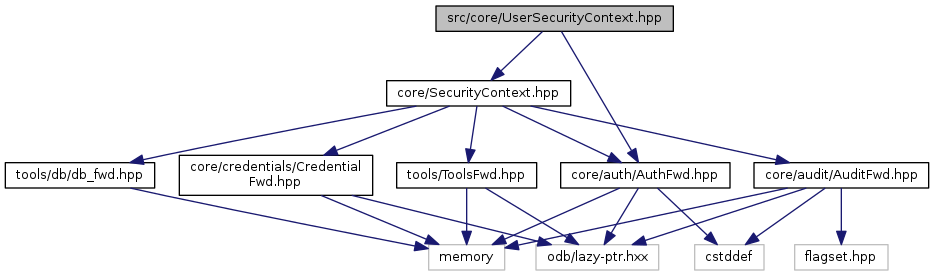 src/core/UserSecurityContext.hpp
core/SecurityContext.hpp
tools/db/db_fwd.hpp
core/credentials/Credential
Fwd.hpp
tools/ToolsFwd.hpp
core/auth/AuthFwd.hpp
core/audit/AuditFwd.hpp
memory
odb/lazy-ptr.hxx
cstddef
flagset.hpp